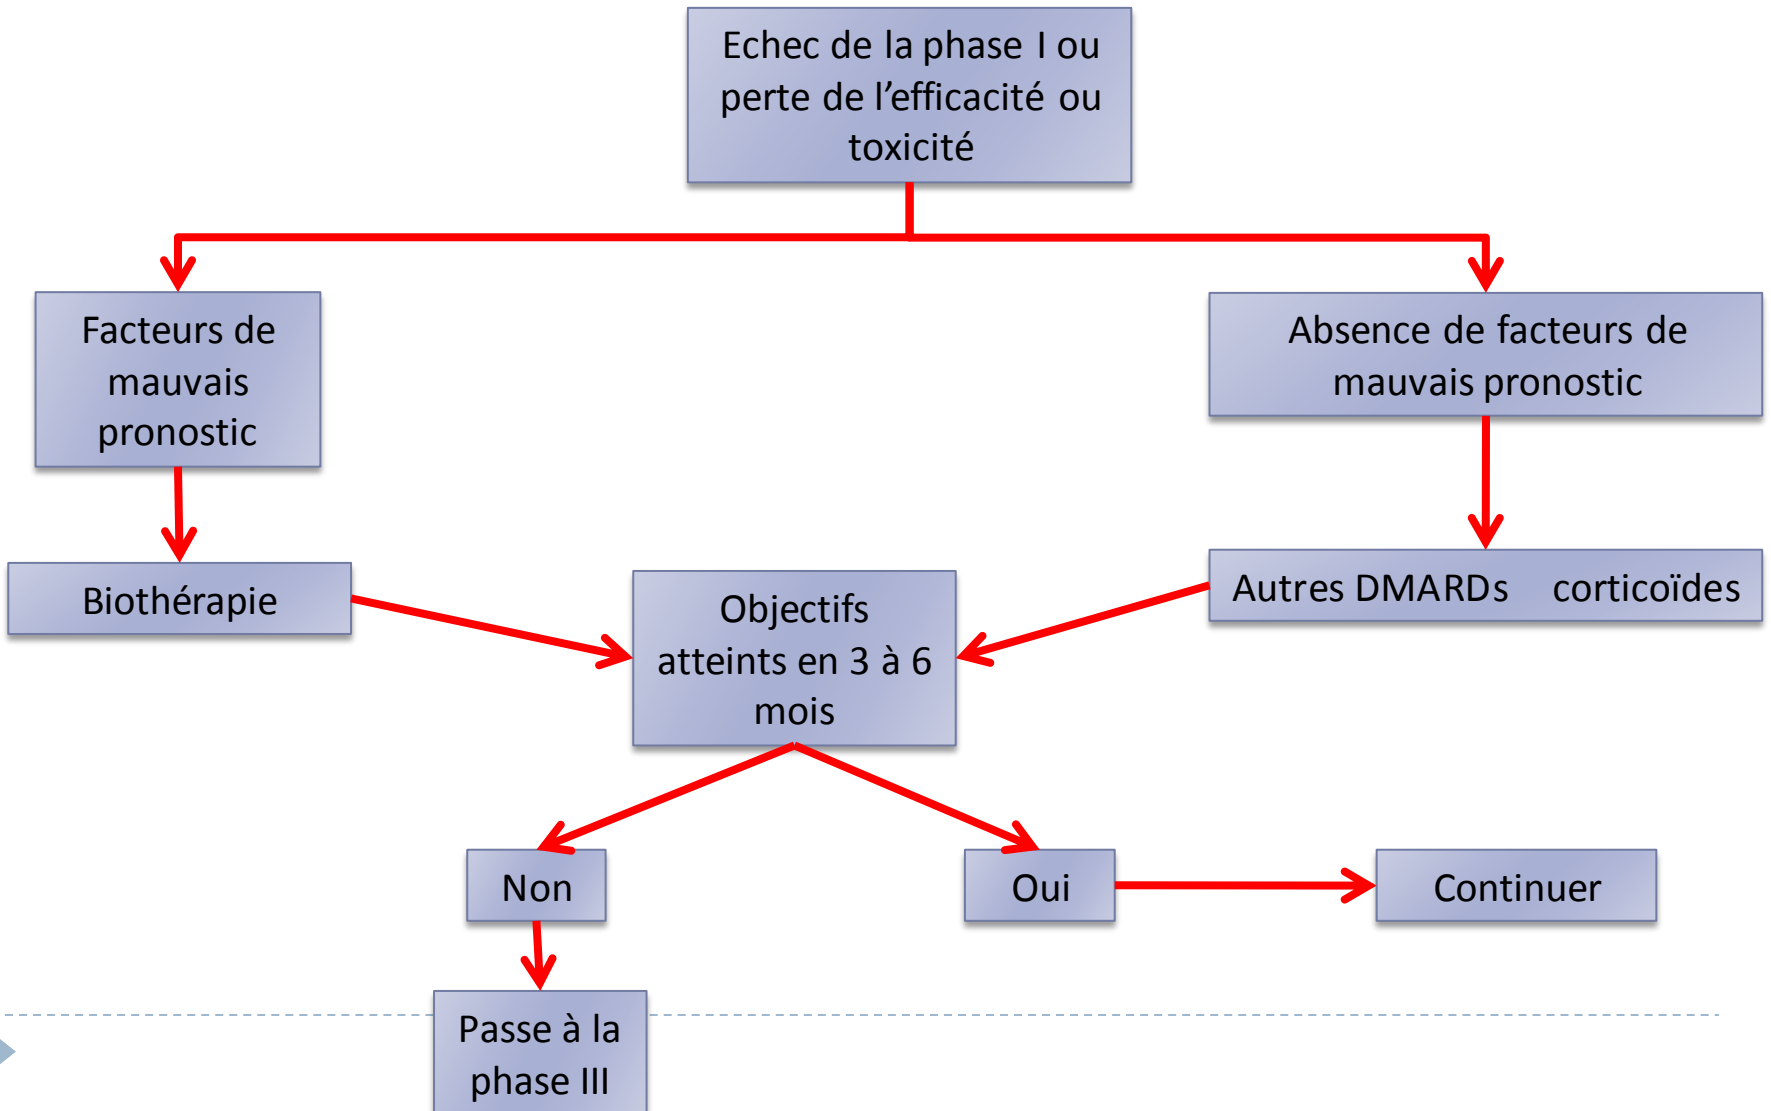 Echec de la phase I ou
perte de l'efficacité ou
toxicité
Facteurs de
mauvais
pronostic
Absence de facteurs de
mauvais pronostic
Biothérapie
Autres DMARDs corticoïdes
Objectifs
atteints en 3 à 6
mois
Non
Oui
Continuer
Passe à la
phase III